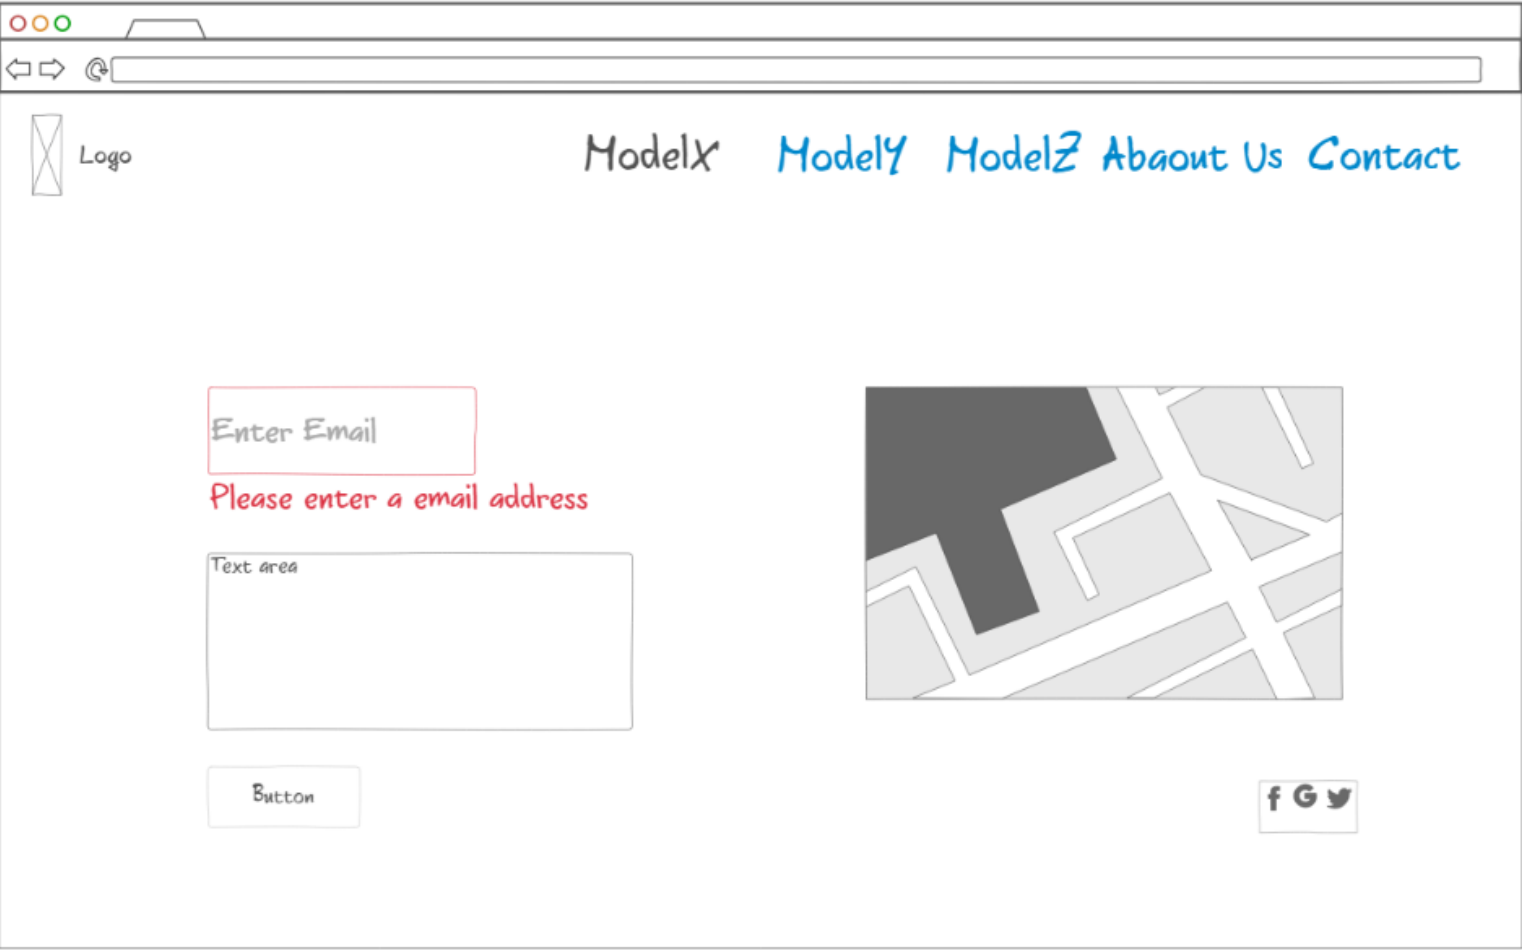 Logo
ModelX ModelY ModelZ Abaout Us Contact
Enter Email
Please enter a email address
Text area
Button